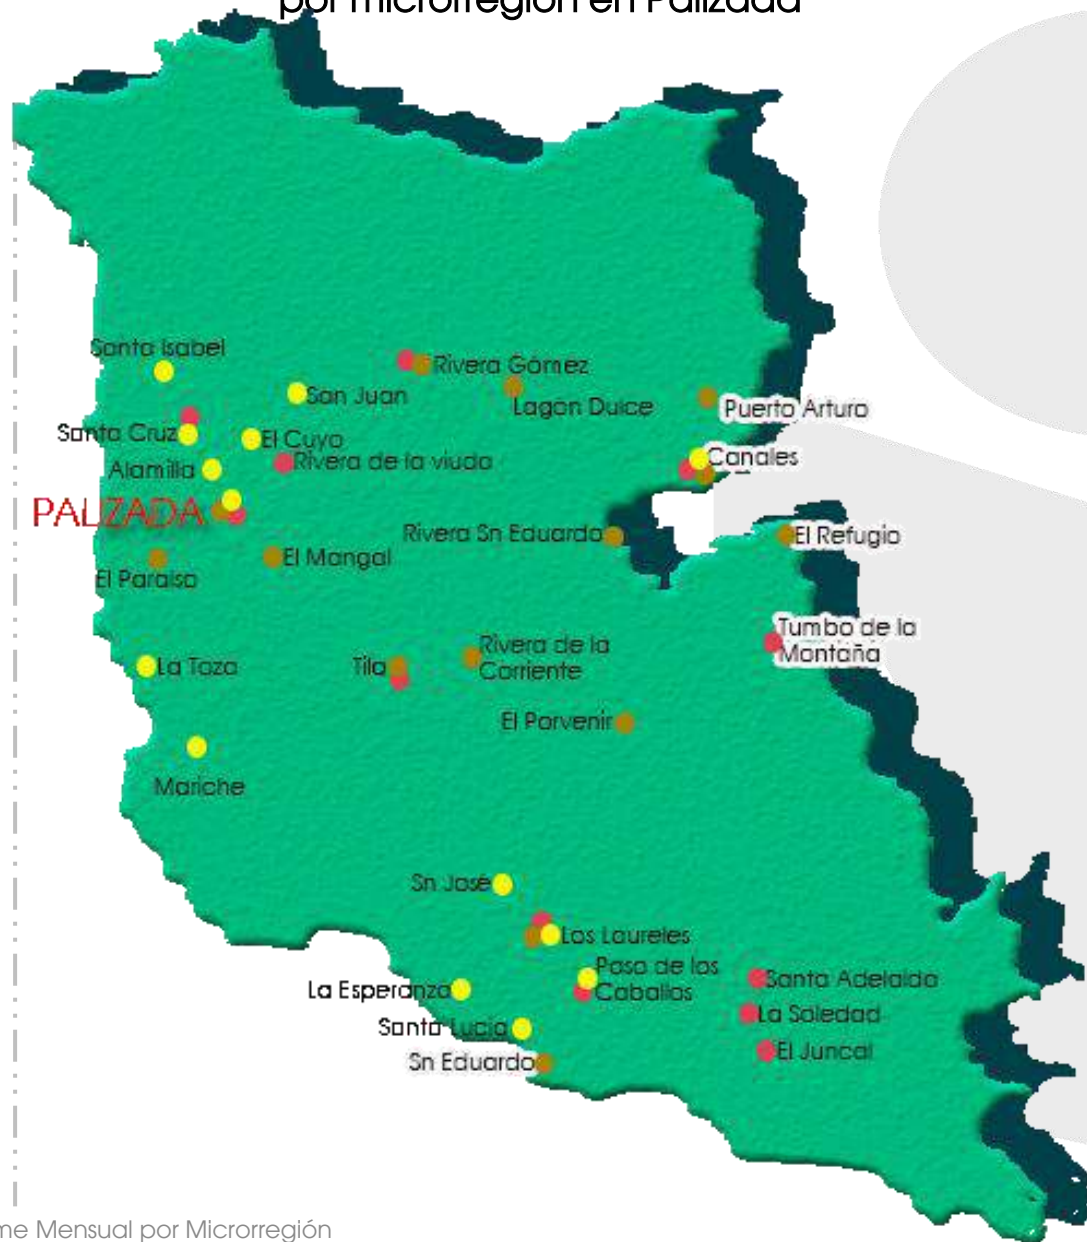 por microrregión en Palizada
Santa Isabel
Rivera Gómez
San Juan
Lagón Dulce
Puerto Arturo
Santa Cruz
El Cuyo
Canales
Alamilla
Rivera de la viuda
PALIZADA
Rivera Sn Eduardo
El Refugio
El Mangal
El Paraiso
Tumbo de la
Montaña
Rivera de la
Corriente
La Toza
Tila
El Porvenir
Mariche
Sn José
Los Laureles
Paso de los
Caballos
Santa Adelaida
La Esperanza
La Soledad
Santa Lucia
El Juncal
Sn Eduardo
me Mensual por Microrregión